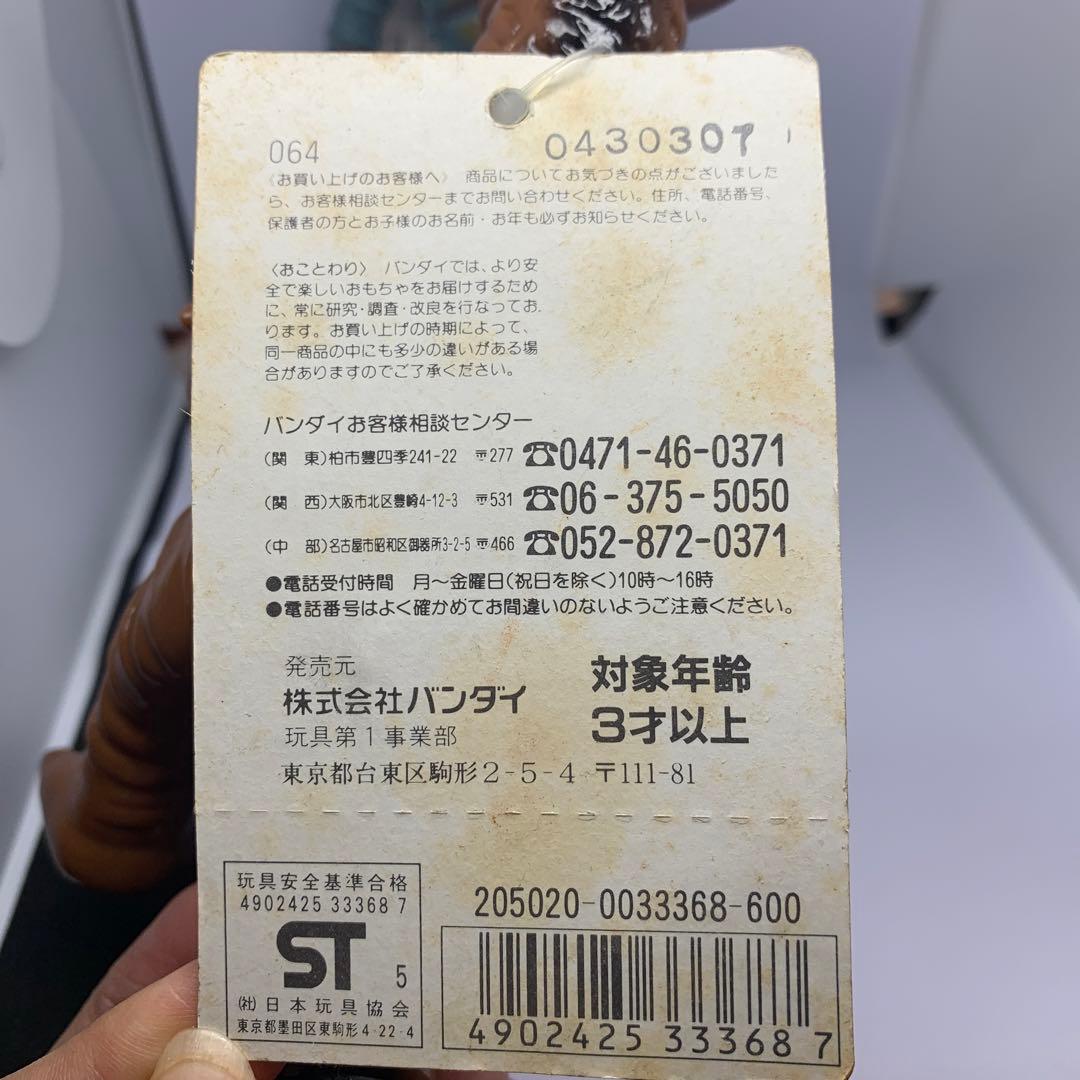 064
0430307
〈お買い上げのお客様へ〉 商品についてお気づきの点がございました
ら、お客様相談センターまでお問い合わせください。住所、電話番号、
保護者の方とお子様のお名前・お年も必ずお知らせください。
〈おことわり〉 バンダイでは、より安
全で楽しいおもちゃをお届けするため
に、常に研究・調査・改良を行なってお
ります。お買い上げの時期によって、
同一商品の中にも多少の違いがある場
合がありますのでご了承ください。
バンダイお客様相談センター
(関 東)柏市豊四季241-22 〒277 ☎0471-46-0371
(関 西)大阪市北区豊崎4-12-3 〒531 ☎06-375-5050
(中 部)名古屋市昭和区御器所3-2-5 〒466 ☎052-872-0371
●電話受付時間 月〜金曜日(祝日を除く)10時〜16時
●電話番号はよく確かめてお間違いのないようご注意ください。
発売元
株式会社バンダイ
玩具第1事業部
東京都台東区駒形2-5-4 〒111-81
対象年齢
3才以上
玩具安全基準合格
4902425 33368 7
ST 5
(社)日本玩具協会
東京都墨田区東駒形4-22-4
205020-0033368-600
4902425 333687